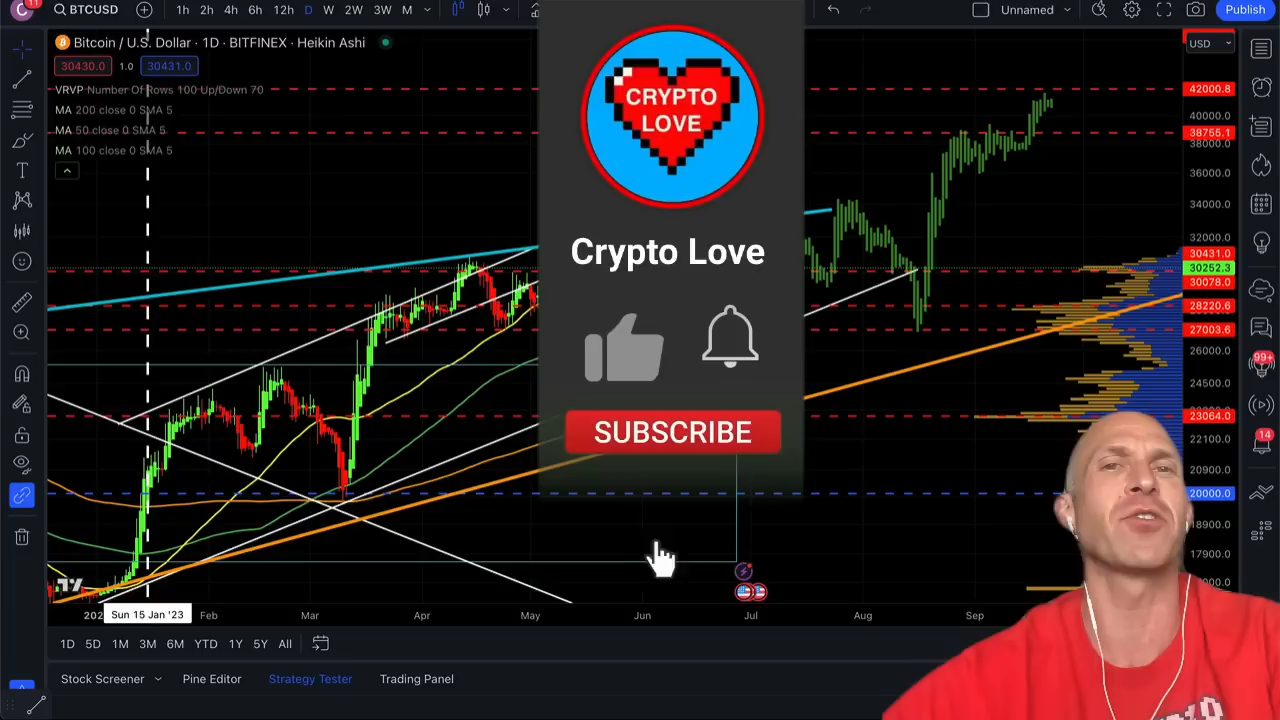 11
BTCUSD
1h 2h 4h 6h 12h D W 2W 3W M
Unnamed
Publish
Bitcoin / U.S. Dollar · 1D · BITFINEX · Heikin Ashi
USD
30430.0 1.0 30431.0
VRVP Number Of Rows 100 Up/Down 70
MA 200 close 0 SMA 5
MA 50 close 0 SMA 5
MA 100 close 0 SMA 5
CRYPTO
LOVE
Crypto Love
SUBSCRIBE
42000.8
40000.0
38755.1
38000.0
36000.0
34000.0
32000.0
30431.0
30252.3
30078.0
28220.6
27003.6
26000.0
24500.0
23064.0
22100.0
20900.0
20000.0
18900.0
17900.0
99+
14
Sun 15 Jan '23
Feb Mar Apr May Jun Jul Aug Sep
1D 5D 1M 3M 6M YTD 1Y 5Y All
Stock Screener Pine Editor Strategy Tester Trading Panel